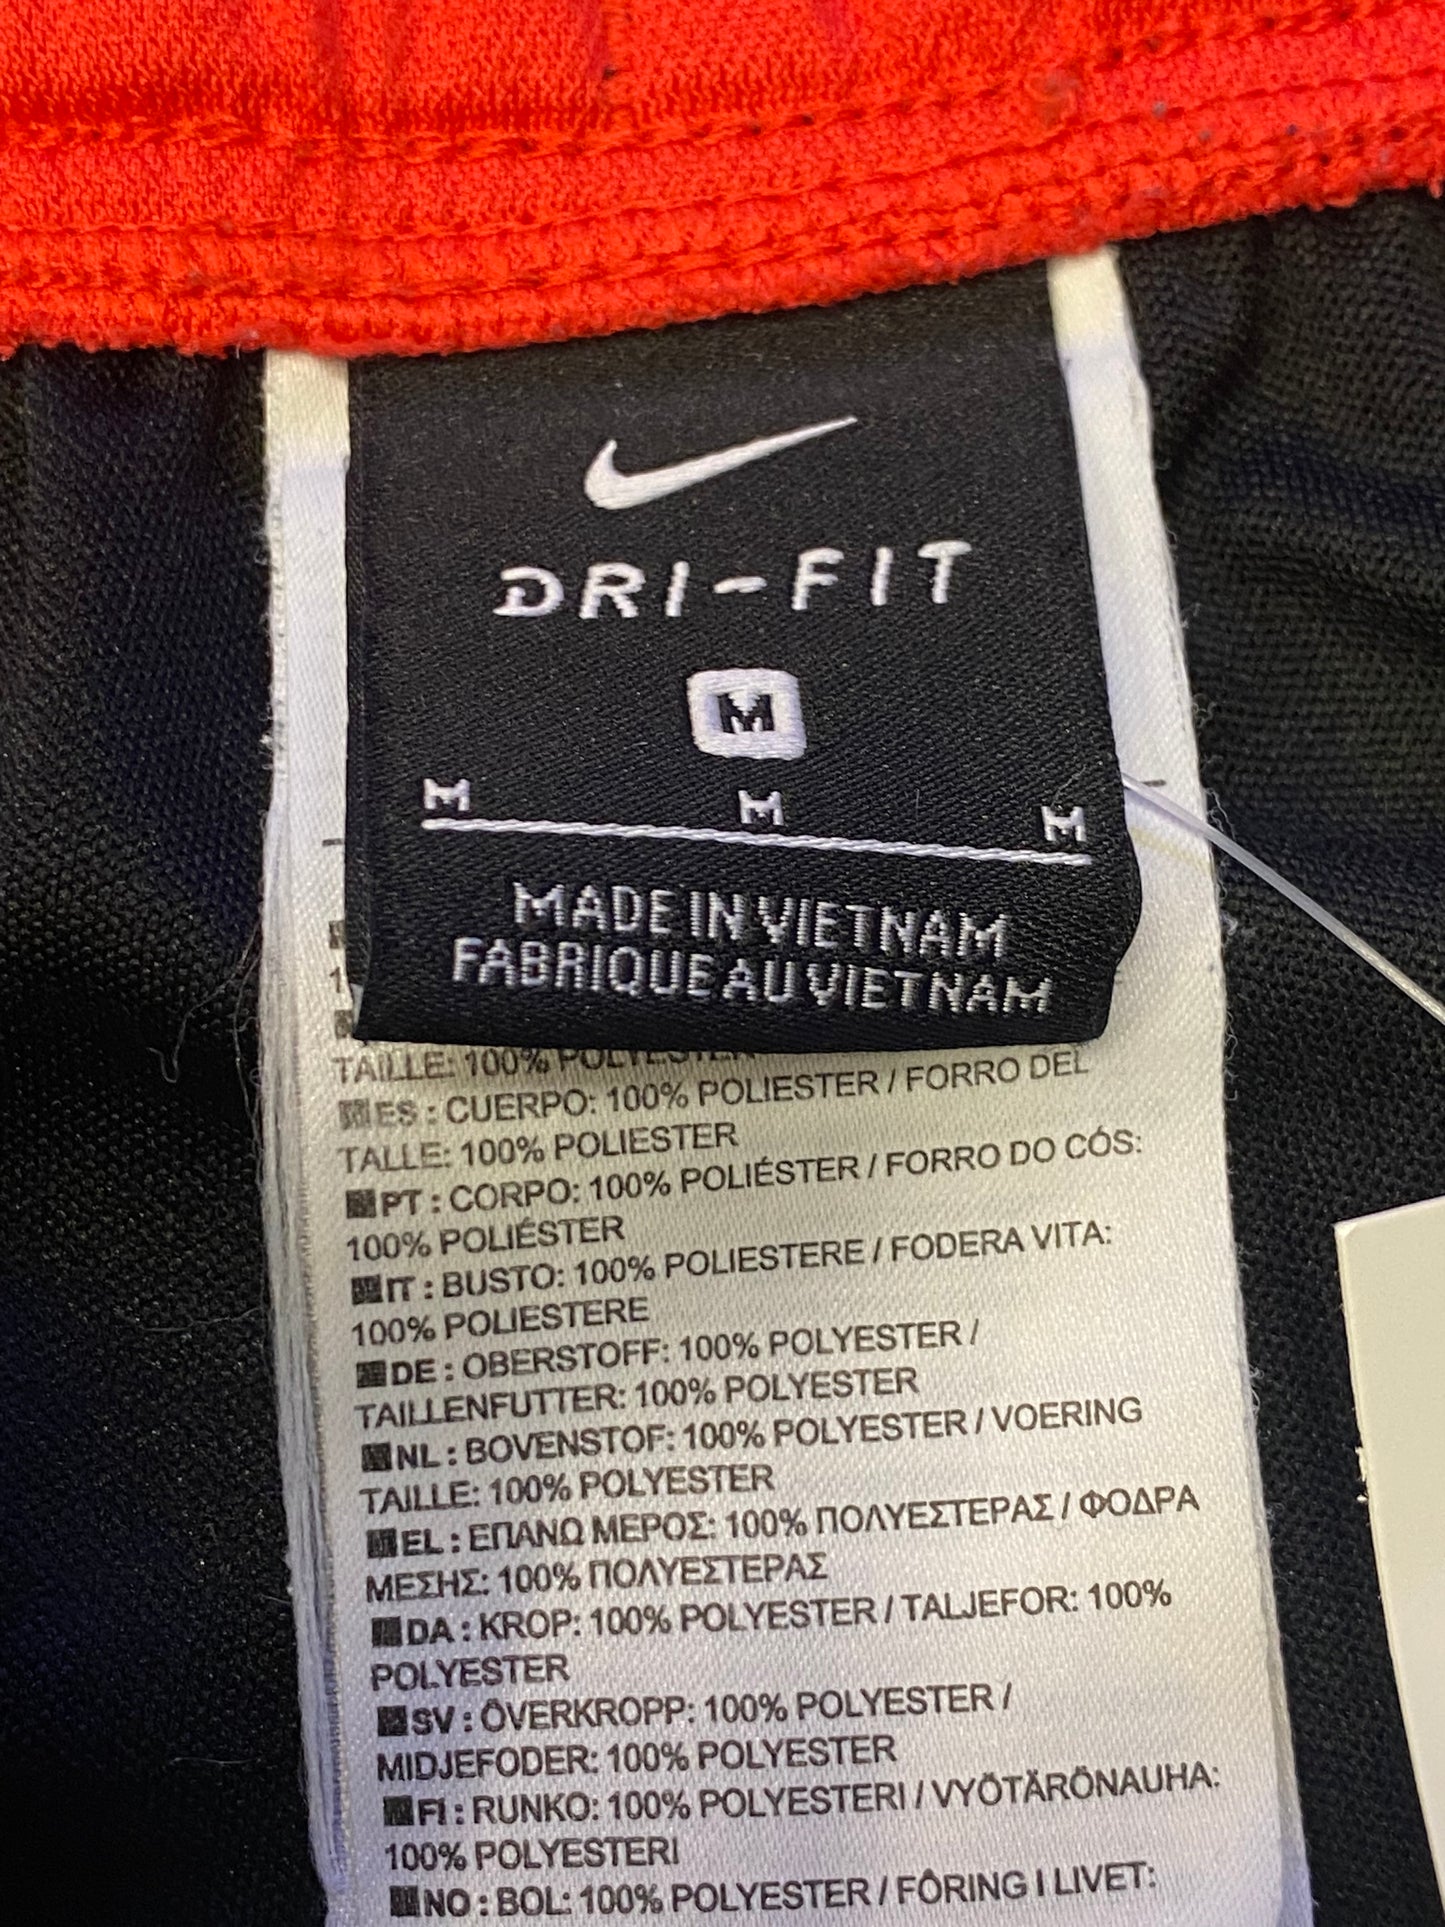 DRI-FIT
M
M M M
MADE IN VIETNAM
FABRIQUE AU VIETNAM
TAILLE: 100% POLYESTER
ES : CUERPO: 100% POLIESTER / FORRO DEL
TALLE: 100% POLIESTER
PT : CORPO: 100% POLIÉSTER / FORRO DO CÓS:
100% POLIÉSTER
IT : BUSTO: 100% POLIESTERE / FODERA VITA:
100% POLIESTERE
DE : OBERSTOFF: 100% POLYESTER /
TAILLENFUTTER: 100% POLYESTER
NL : BOVENSTOF: 100% POLYESTER / VOERING
TAILLE: 100% POLYESTER
EL : ΕΠΑΝΩ ΜΕΡΟΣ: 100% ΠΟΛΥΕΣΤΕΡΑΣ / ΦΟΔΡΑ
ΜΕΣΗΣ: 100% ΠΟΛΥΕΣΤΕΡΑΣ
DA : KROP: 100% POLYESTER / TALJEFOR: 100%
POLYESTER
SV : ÖVERKROPP: 100% POLYESTER /
MIDJEFODER: 100% POLYESTER
FI : RUNKO: 100% POLYESTERI / VYÖTÄRÖNAUHA:
100% POLYESTERI
NO : BOL: 100% POLYESTER / FÔRING I LIVET: